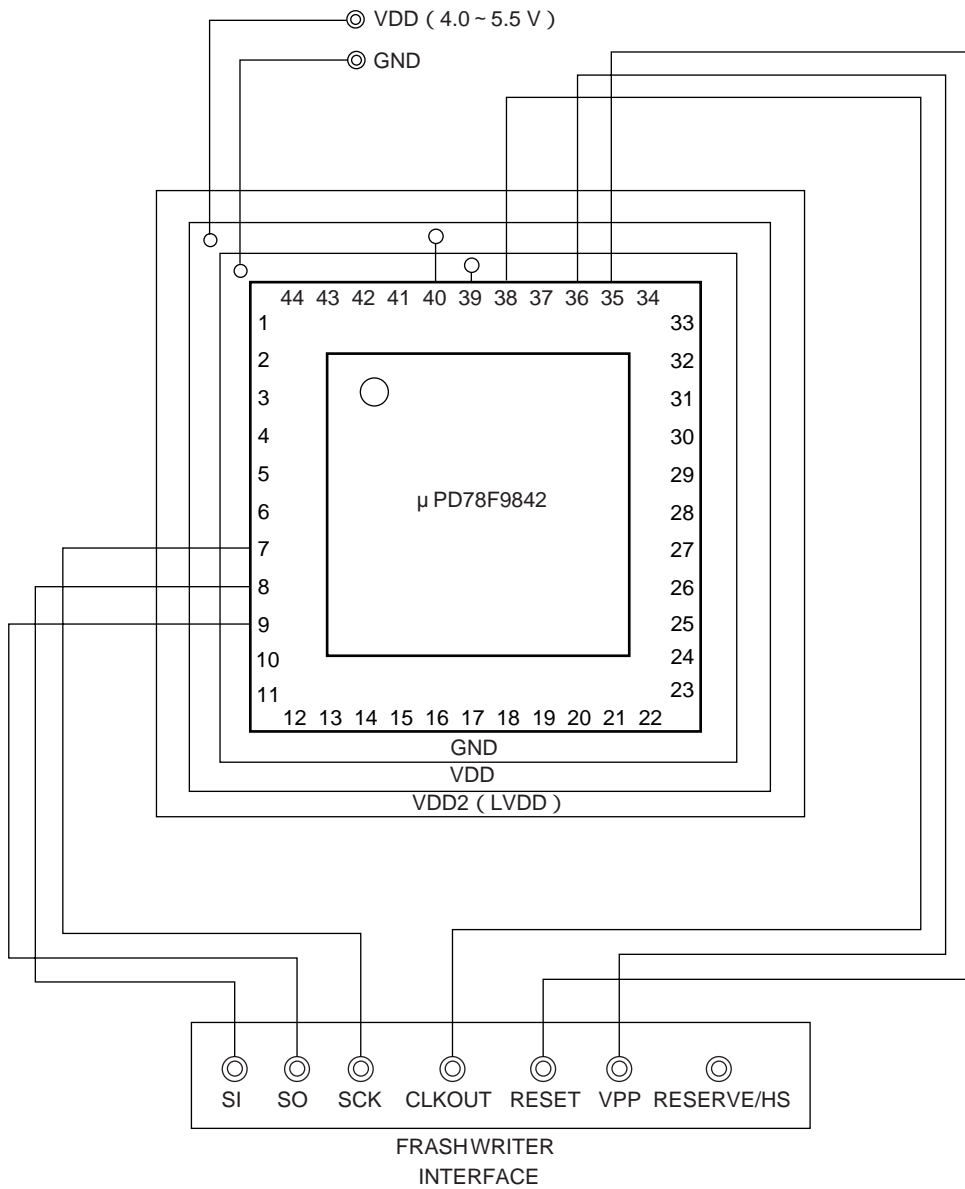 VDD ( 4.0 ~ 5.5 V )
GND
44 43 42 41 40 39 38 37 36 35 34
1 33
2 32
3 31
4 30
5 29
6 28
µ PD78F9842
7 27
8 26
9 25
10 24
11 23
12 13 14 15 16 17 18 19 20 21 22
GND
VDD
VDD2 ( LVDD )
SI SO SCK CLKOUT RESET VPP RESERVE/HS
FRASHWRITER
INTERFACE